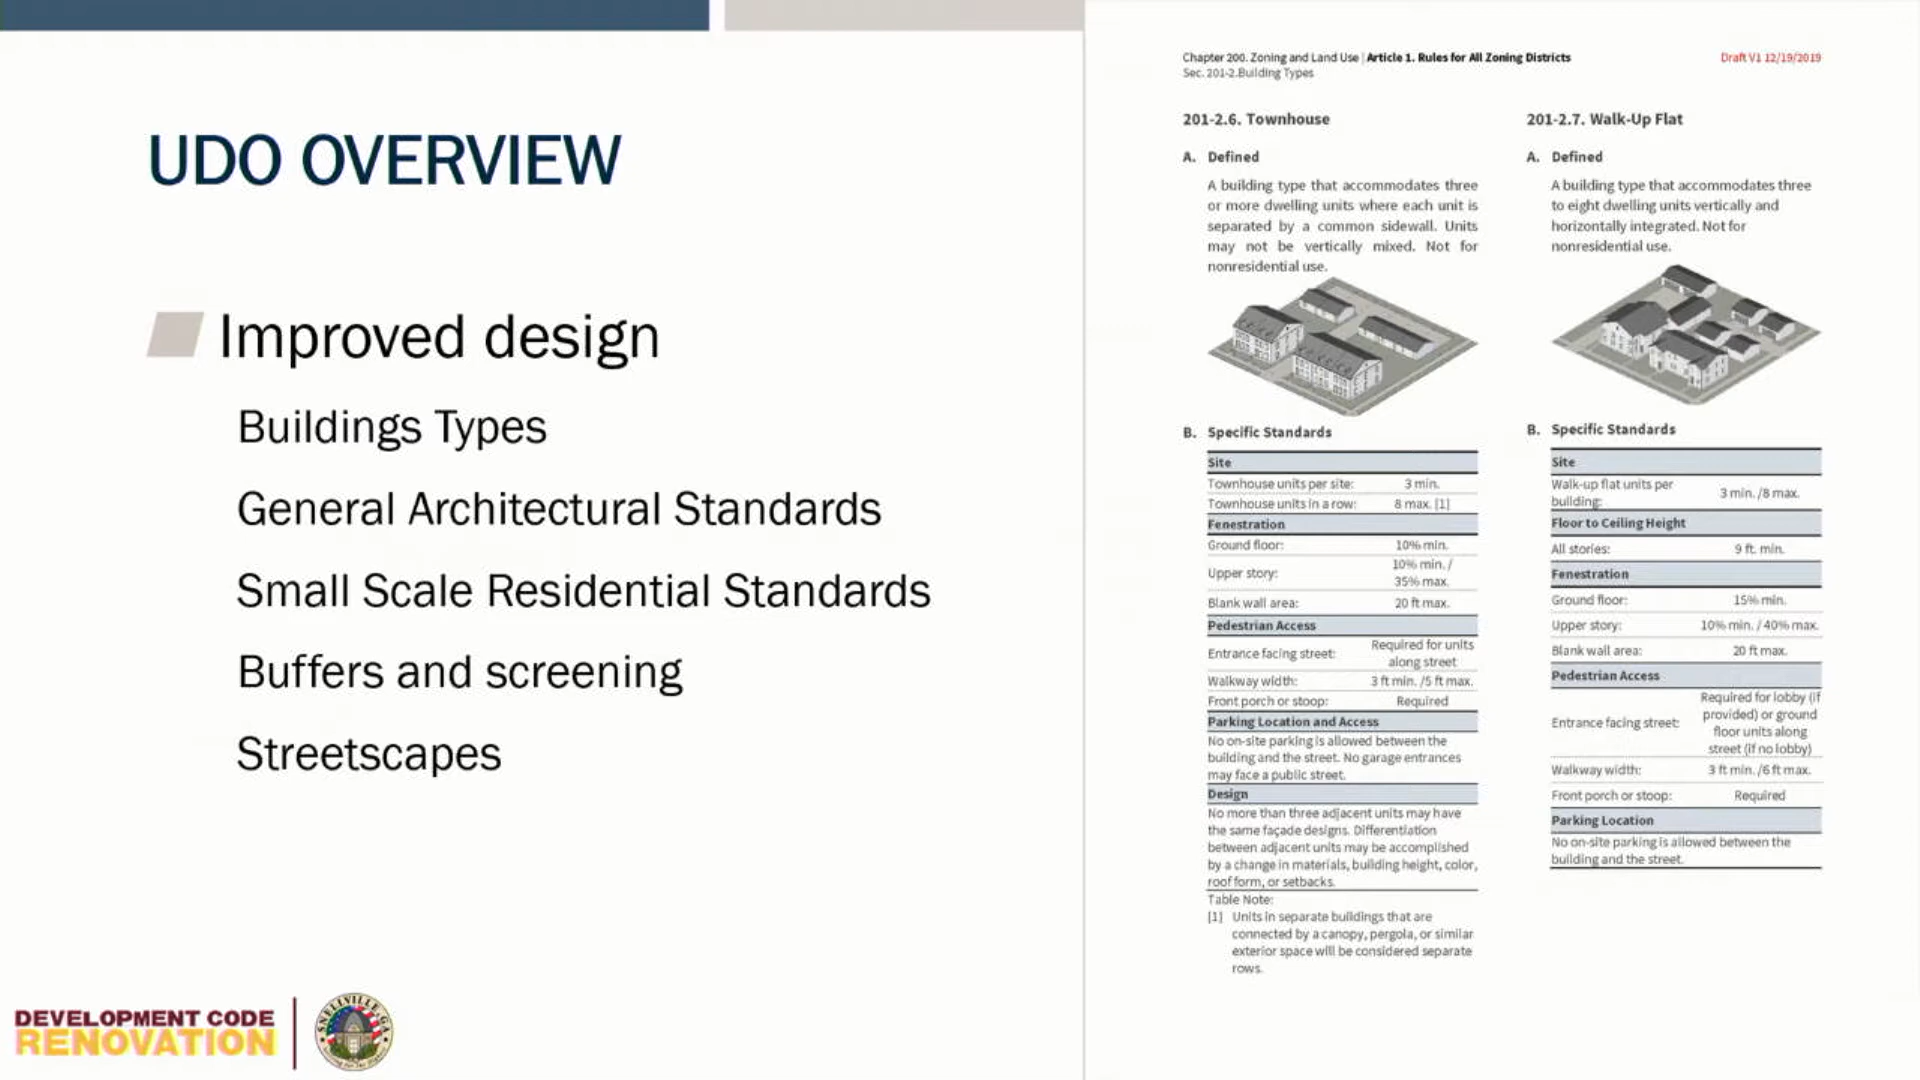 UDO OVERVIEW
Improved design
Buildings Types
General Architectural Standards
Small Scale Residential Standards
Buffers and screening
Streetscapes
DEVELOPMENT CODE
RENOVATION
SNELLVILLE, GA
Chapter 200. Zoning and Land Use | Article 1. Rules for All Zoning Districts
Draft V1 12/19/2019
Sec. 201-2.Building Types
201-2.6. Townhouse
A. Defined
A building type that accommodates three
or more dwelling units where each unit is
separated by a common sidewall. Units
may not be vertically mixed. Not for
nonresidential use.
B. Specific Standards
Site
Townhouse units per site: 3 min.
Townhouse units in a row: 8 max. [1]
Fenestration
Ground floor: 10% min.
Upper story: 10% min. /
35% max.
Blank wall area: 20 ft max.
Pedestrian Access
Entrance facing street: Required for units
along street
Walkway width: 3 ft min. /5 ft max.
Front porch or stoop: Required
Parking Location and Access
No on-site parking is allowed between the
building and the street. No garage entrances
may face a public street.
Design
No more than three adjacent units may have
the same façade designs. Differentiation
between adjacent units may be accomplished
by a change in materials, building height, color,
roof form, or setbacks.
Table Note:
[1] Units in separate buildings that are
connected by a canopy, pergola, or similar
exterior space will be considered separate
rows.
201-2.7. Walk-Up Flat
A. Defined
A building type that accommodates three
to eight dwelling units vertically and
horizontally integrated. Not for
nonresidential use.
B. Specific Standards
Site
Walk-up flat units per
building: 3 min. /8 max.
Floor to Ceiling Height
All stories: 9 ft. min.
Fenestration
Ground floor: 15% min.
Upper story: 10% min. / 40% max.
Blank wall area: 20 ft max.
Pedestrian Access
Entrance facing street: Required for lobby (if
provided) or ground
floor units along
street (if no lobby)
Walkway width: 3 ft min. /6 ft max.
Front porch or stoop: Required
Parking Location
No on-site parking is allowed between the
building and the street.